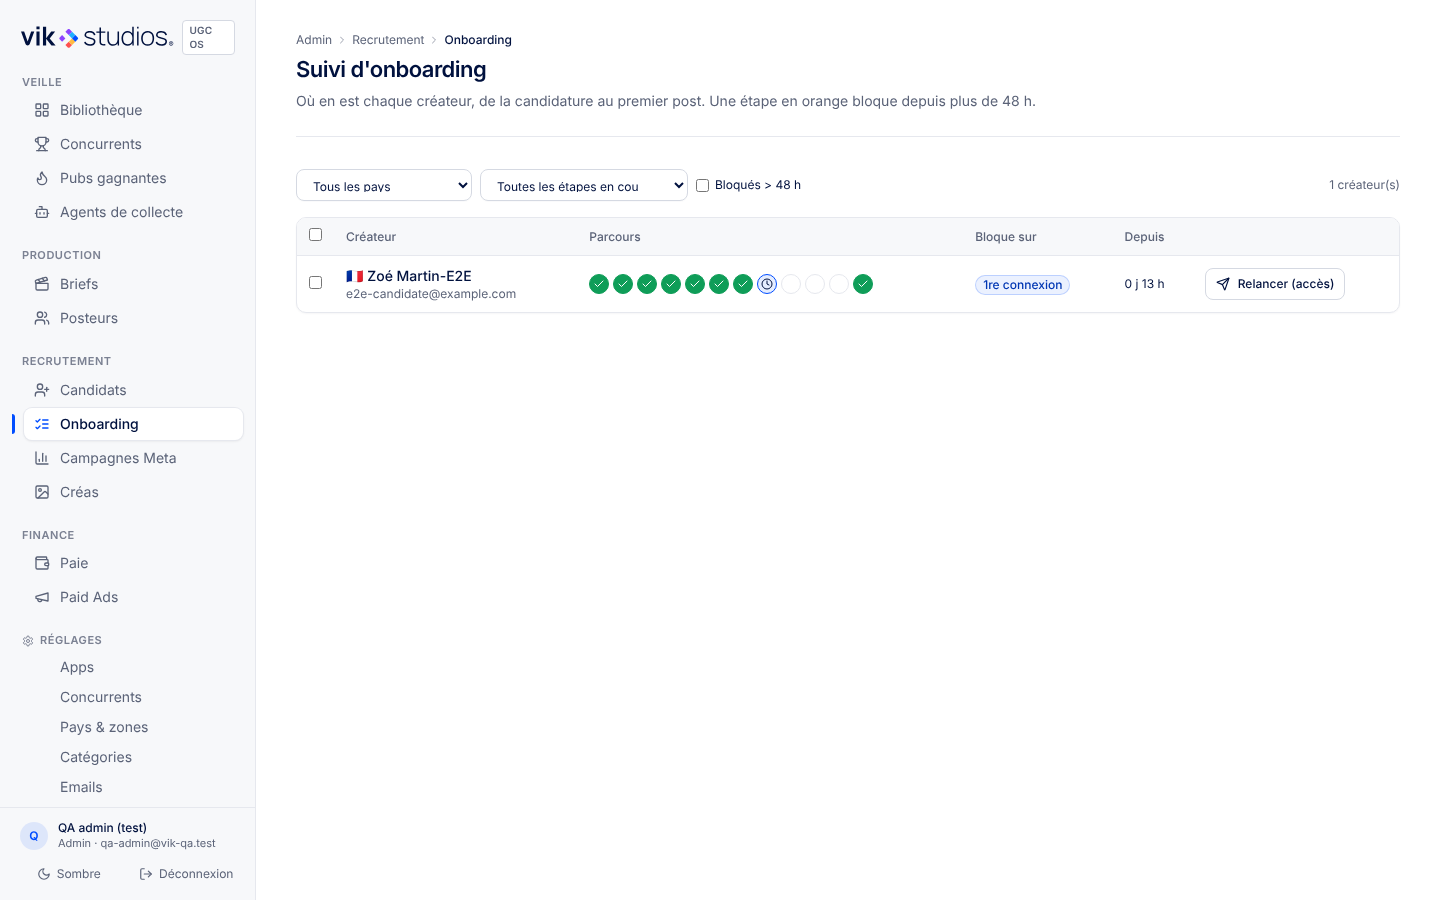 vik studios®
UGC OS
VEILLE
Bibliothèque
Concurrents
Pubs gagnantes
Agents de collecte
PRODUCTION
Briefs
Posteurs
RECRUTEMENT
Candidats
Onboarding
Campagnes Meta
Créas
FINANCE
Paie
Paid Ads
RÉGLAGES
Apps
Concurrents
Pays & zones
Catégories
Emails
Q
QA admin (test)
Admin · qa-admin@vik-qa.test
Sombre
Déconnexion
Admin > Recrutement > Onboarding
Suivi d'onboarding
Où en est chaque créateur, de la candidature au premier post. Une étape en orange bloque depuis plus de 48 h.
Tous les pays
Toutes les étapes en cou
Bloqués > 48 h
1 créateur(s)
Créateur
Parcours
Bloque sur
Depuis
Zoé Martin-E2E
e2e-candidate@example.com
1re connexion
0 j 13 h
Relancer (accès)